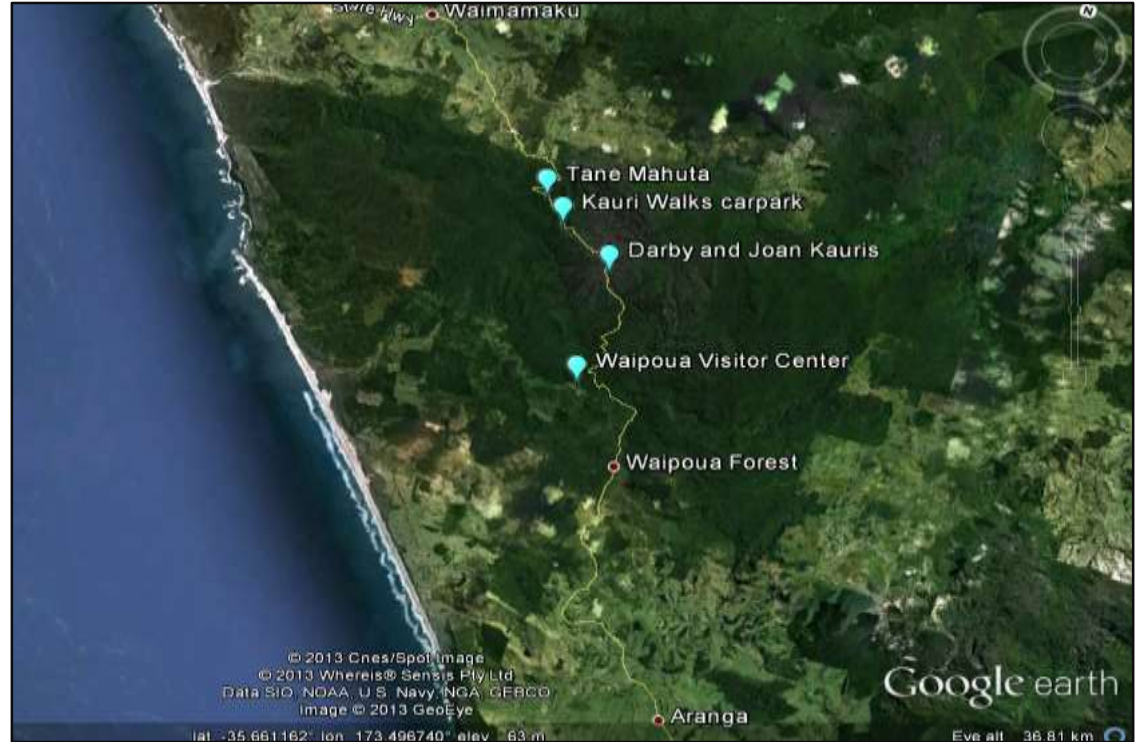 State Hwy
Waimamaku
N
Tane Mahuta
Kauri Walks carpark
Darby and Joan Kauris
Waipoua Visitor Center
Waipoua Forest
© 2013 Cnes/Spot Image
© 2013 Whereis® Sensis Pty Ltd
Data SIO, NOAA, U.S. Navy, NGA, GEBCO
Image © 2013 GeoEye
Google earth
Aranga
lat -35.661162° lon 173.496740° elev 63 m
Eye alt 36.81 km